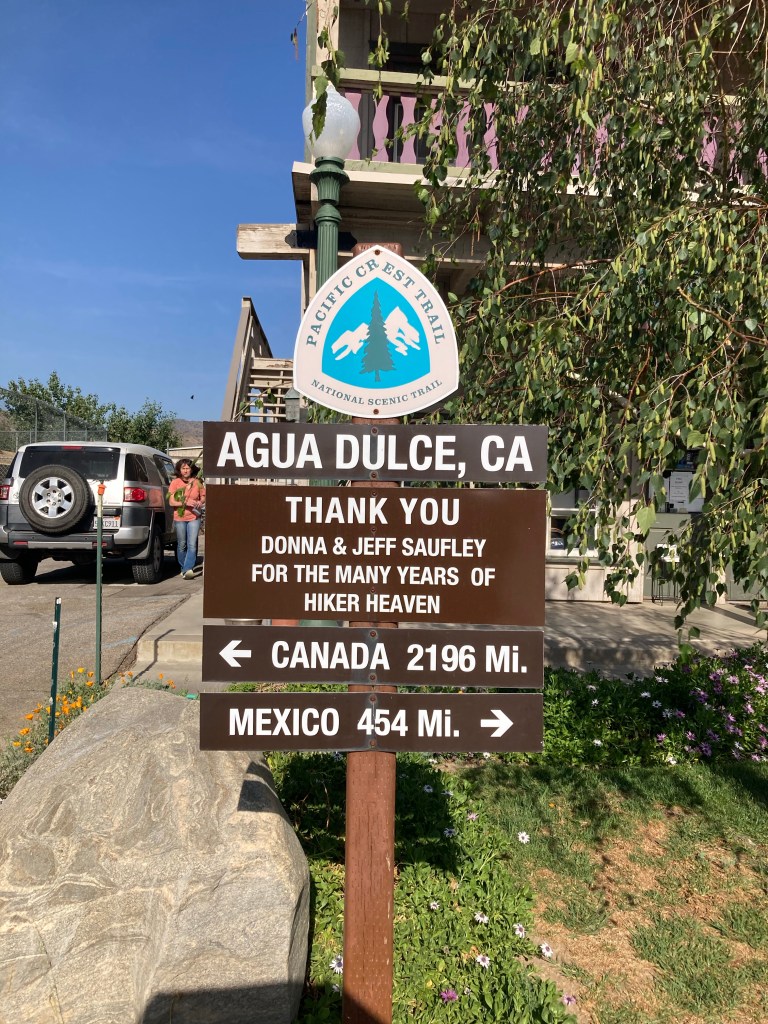 PACIFIC CREST TRAIL
NATIONAL SCENIC TRAIL
AGUA DULCE, CA
THANK YOU
DONNA & JEFF SAUFLEY
FOR THE MANY YEARS OF
HIKER HEAVEN
← CANADA 2196 Mi.
MEXICO 454 Mi. →